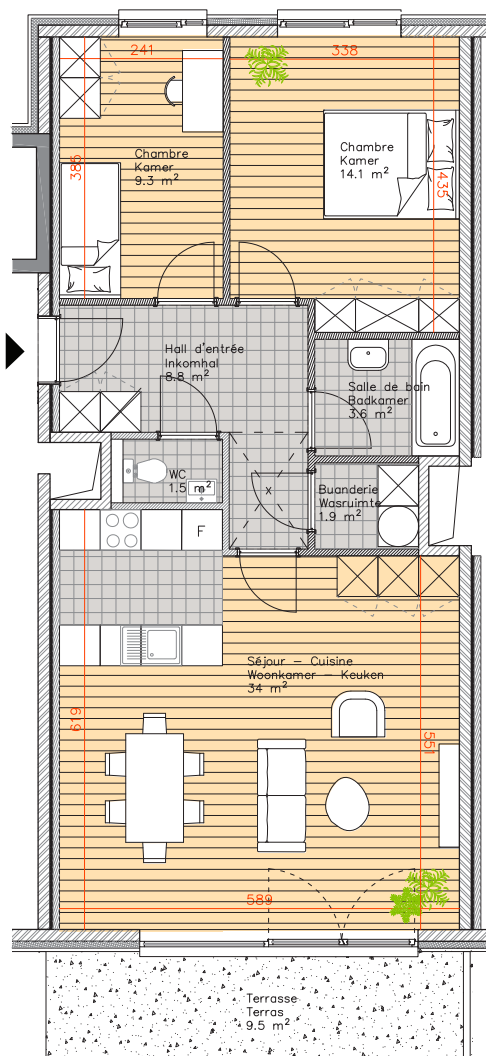 241
338
Chambre
Kamer
9.3 m²
385
Chambre
Kamer
14.1 m²
435
Hall d'entrée
Inkomhal
8.8 m²
Salle de bain
Badkamer
3.6 m²
WC
1.5 m²
x
Buanderie
Wasruimte
1.9 m²
F
Séjour – Cuisine
Woonkamer – Keuken
34 m²
619
551
589
Terrasse
Terras
9.5 m²